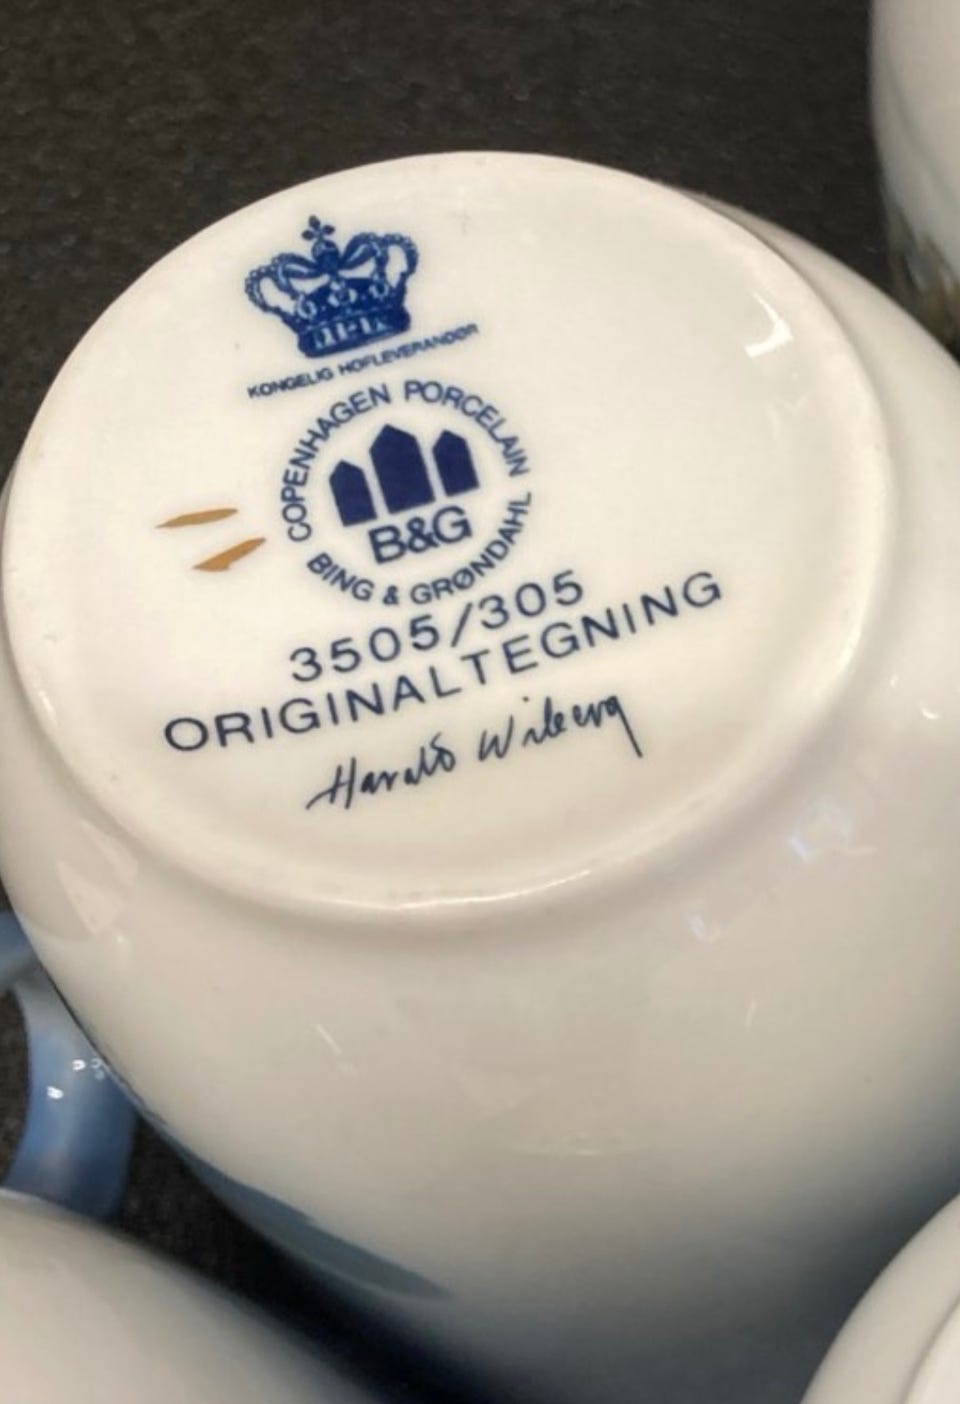 KONGELIG HOFLEVERANDØR
COPENHAGEN PORCELAIN
B&G
BING & GRØNDAHL
3505/305
ORIGINALTEGNING
Harald Wiberg